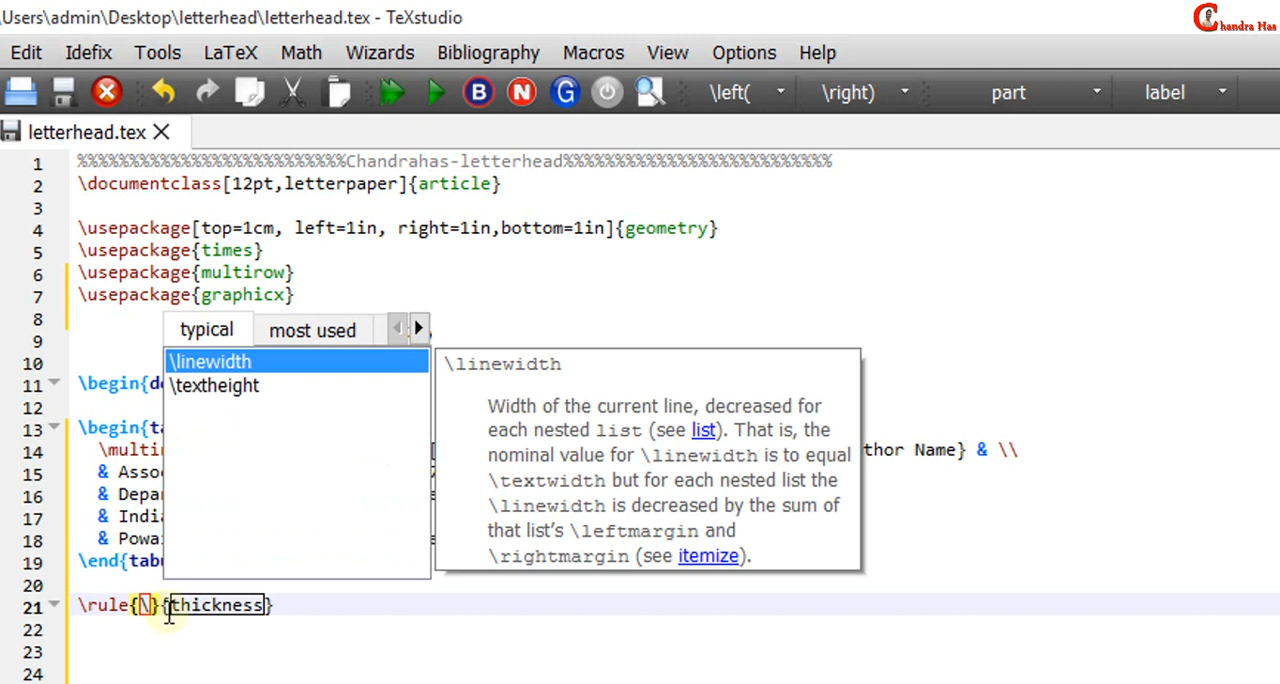 \Users\admin\Desktop\letterhead\letterhead.tex - TeXstudio
Chandra Has
Edit Idefix Tools LaTeX Math Wizards Bibliography Macros View Options Help
B N G \left( \right) part label
letterhead.tex
1 %%%%%%%%%%%%%%%%%%%%%%%%%%Chandrahas-letterhead%%%%%%%%%%%%%%%%%%%%%%%%%%
2 \documentclass[12pt,letterpaper]{article}
3
4 \usepackage[top=1cm, left=1in, right=1in,bottom=1in]{geometry}
5 \usepackage{times}
6 \usepackage{multirow}
7 \usepackage{graphicx}
8
typical most used
9
\linewidth
\linewidth
10
\textheight
11 \begin{do
Width of the current line, decreased for
12
each nested list (see list). That is, the
13 \begin{ta
nominal value for \linewidth is to equal
14 \multir thor Name} & \\
15 & Asso
\textwidth but for each nested list the
16 & Depar
\linewidth is decreased by the sum of
17 & India
that list's \leftmargin and
18 & Powai
\rightmargin (see itemize).
19 \end{tabu
20
21 \rule{\}{thickness}
22
23
24